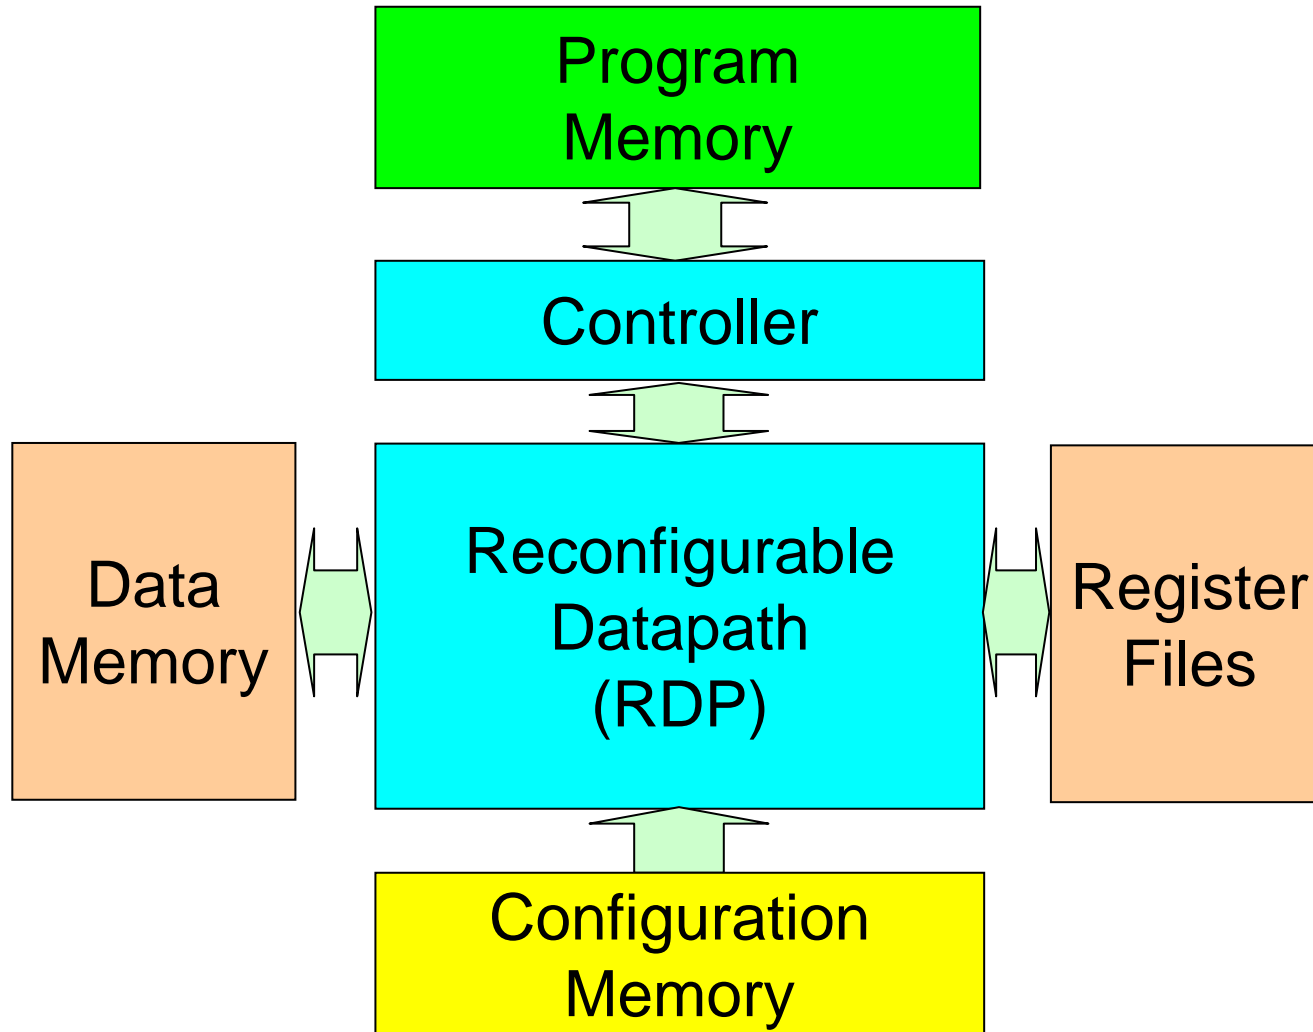 Program
Memory
Controller
Data
Memory
Reconfigurable
Datapath
(RDP)
Register
Files
Configuration
Memory